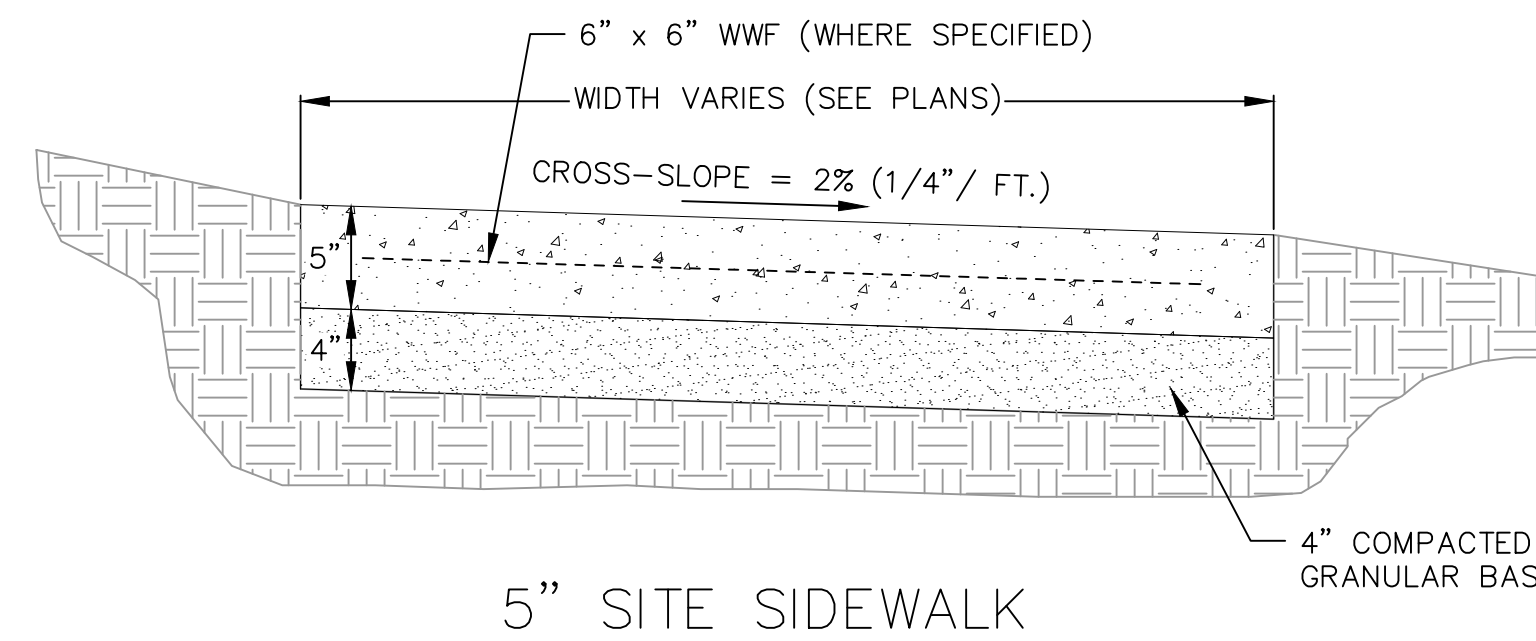 6” x 6” WWF (WHERE SPECIFIED)
WIDTH VARIES (SEE PLANS)
CROSS-SLOPE = 2% (1/4”/ FT.)
5”
4”
4” COMPACTED
GRANULAR BAS
5” SITE SIDEWALK